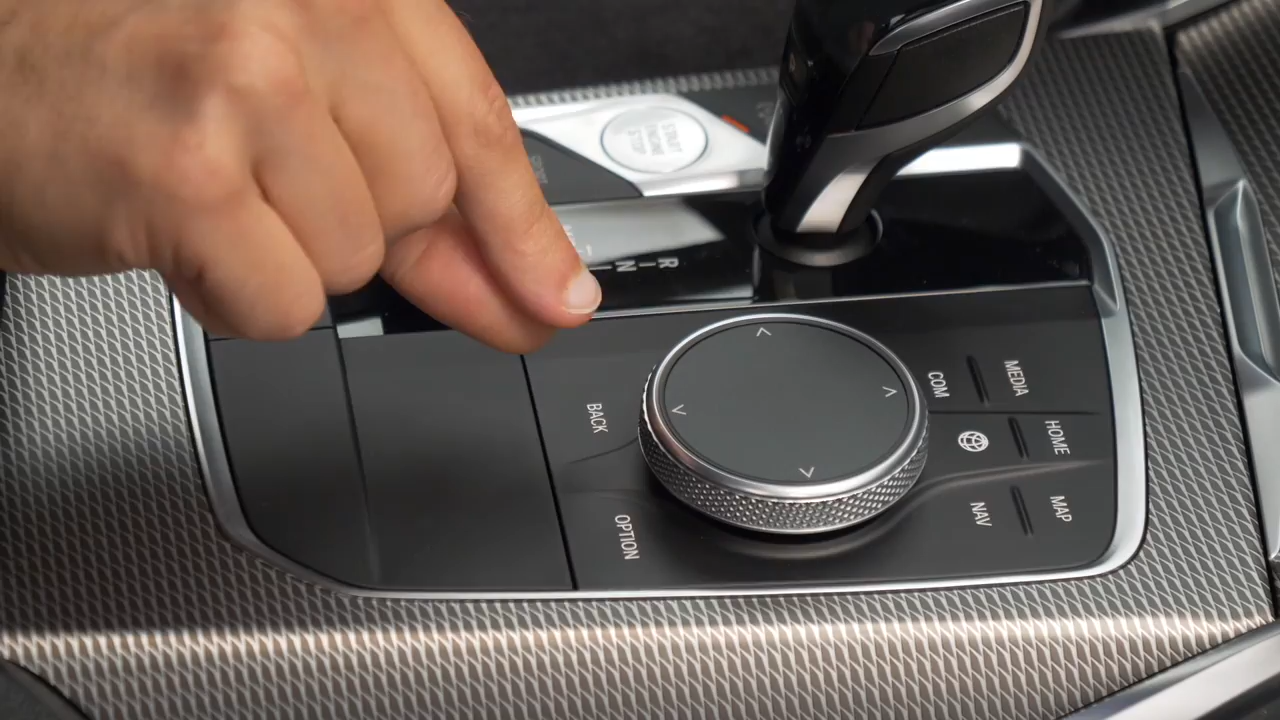 START
ENGINE
STOP
R
N
COM
MEDIA
BACK
HOME
OPTION
NAV
MAP